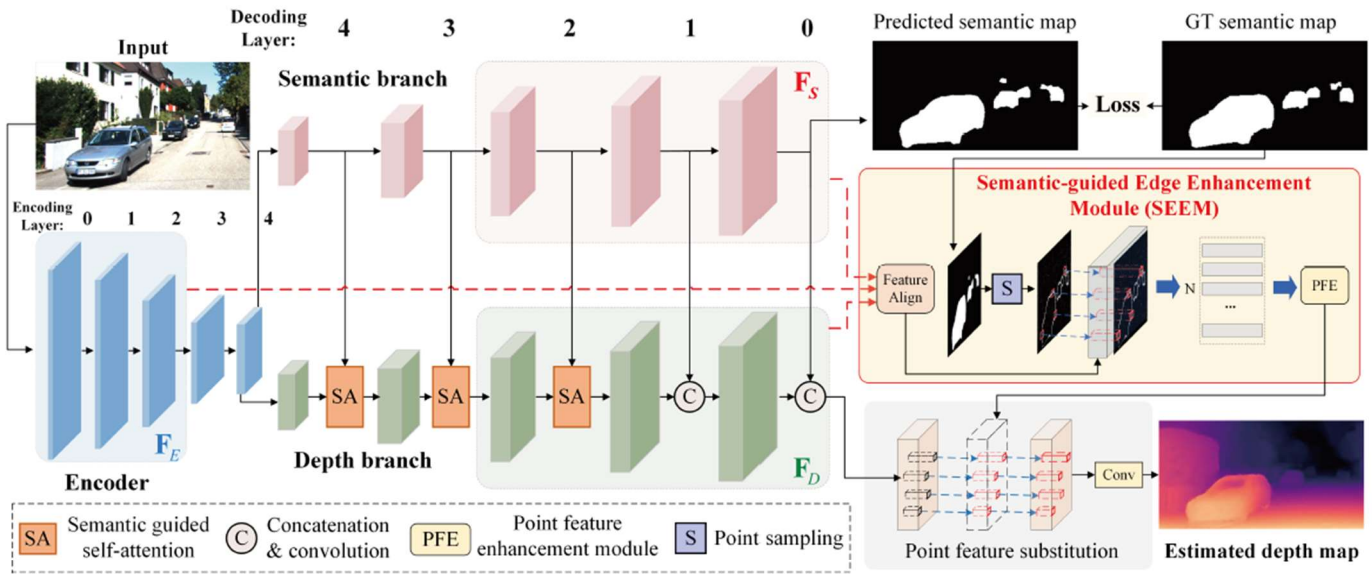 Decoding
Layer:
4
3
2
1
0
Input
Semantic branch
F_S
Predicted semantic map
GT semantic map
Loss
Semantic-guided Edge Enhancement
Module (SEEM)
Encoding
Layer:
0
1
2
3
4
Feature
Align
S
N
...
PFE
SA
SA
SA
C
C
F_E
Encoder
Depth branch
F_D
Conv
Point feature substitution
Estimated depth map
SA
Semantic guided
self-attention
C
Concatenation
& convolution
PFE
Point feature
enhancement module
S
Point sampling